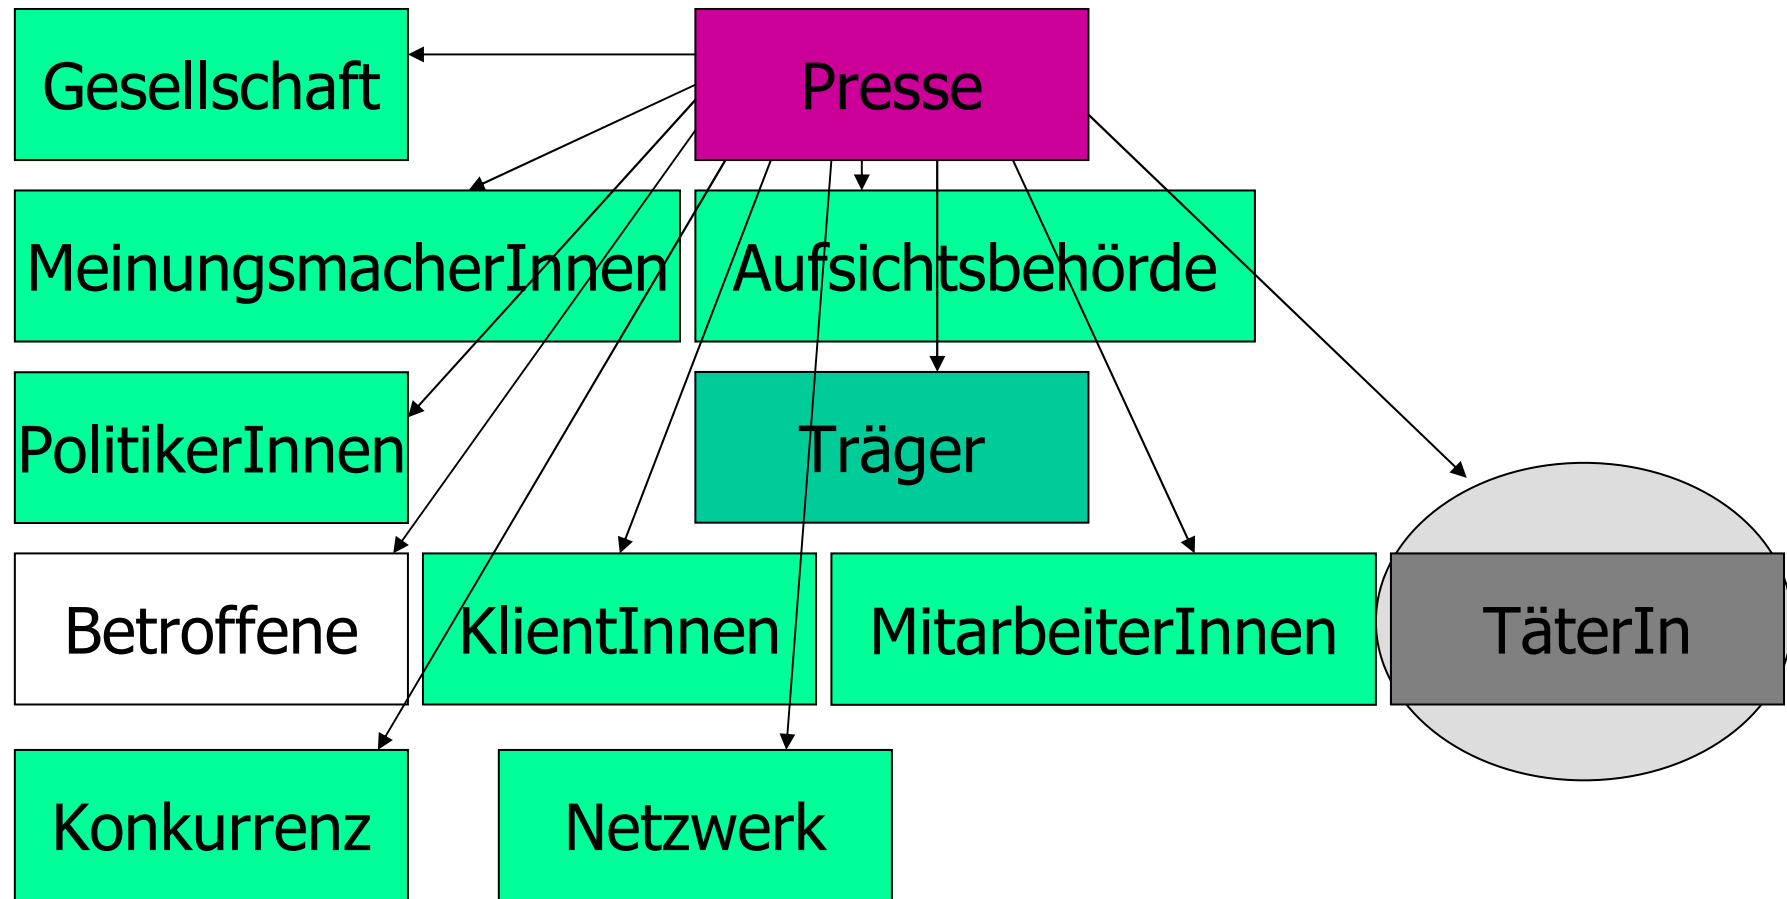 Gesellschaft
Presse
MeinungsmacherInnen
Aufsichtsbehörde
PolitikerInnen
Träger
Betroffene
KlientInnen
MitarbeiterInnen
TäterIn
Konkurrenz
Netzwerk